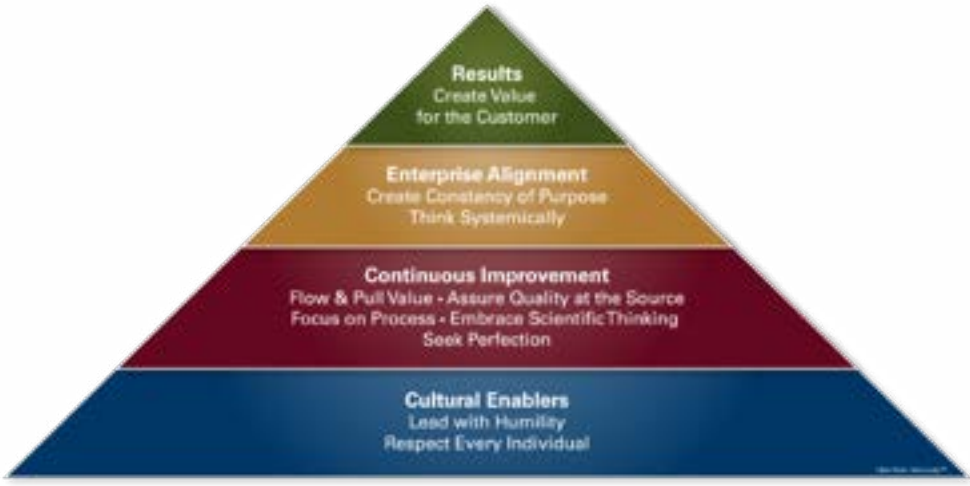 Results
Create Value
for the Customer
Enterprise Alignment
Create Constancy of Purpose
Think Systemically
Continuous Improvement
Flow & Pull Value - Assure Quality at the Source
Focus on Process - Embrace Scientific Thinking
Seek Perfection
Cultural Enablers
Lead with Humility
Respect Every Individual